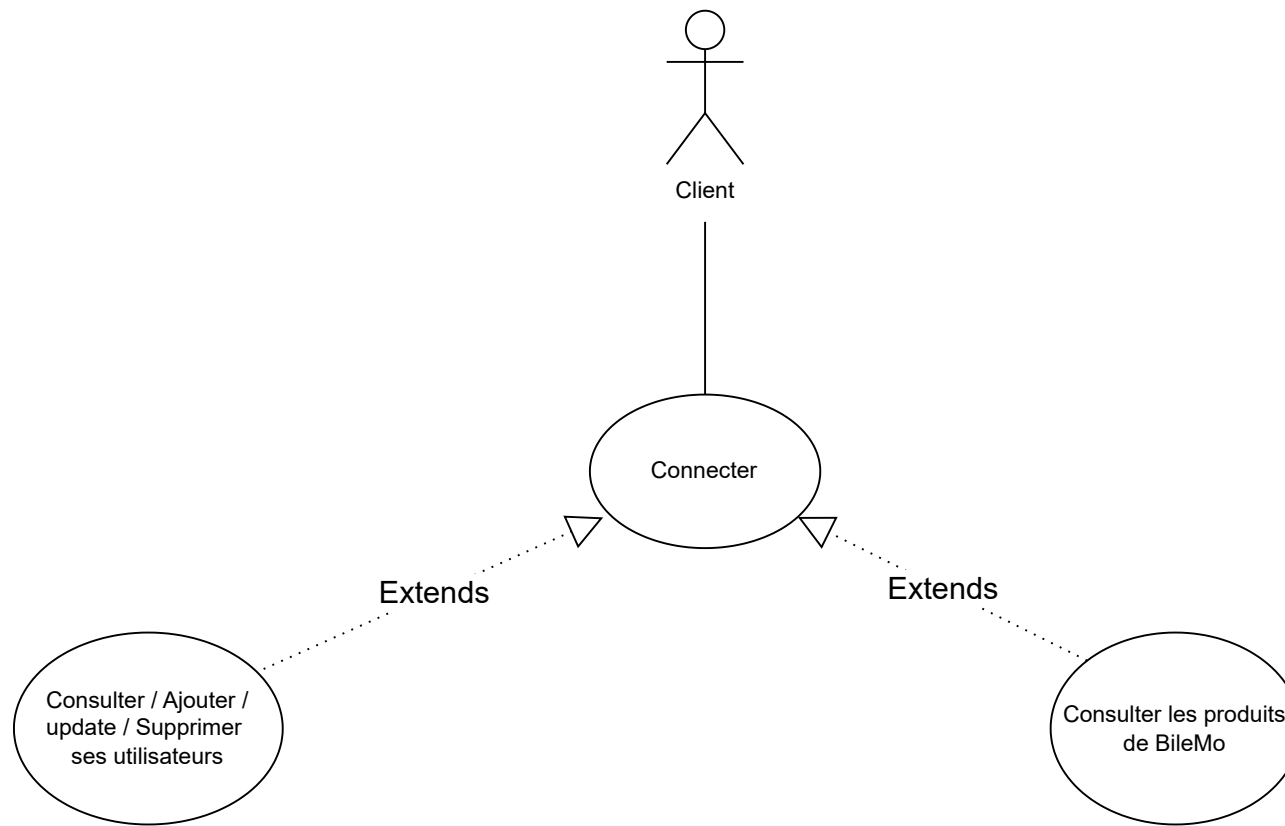 Client
Connecter
Extends
Extends
Consulter / Ajouter /
update / Supprimer
ses utilisateurs
Consulter les produits
de BileMo